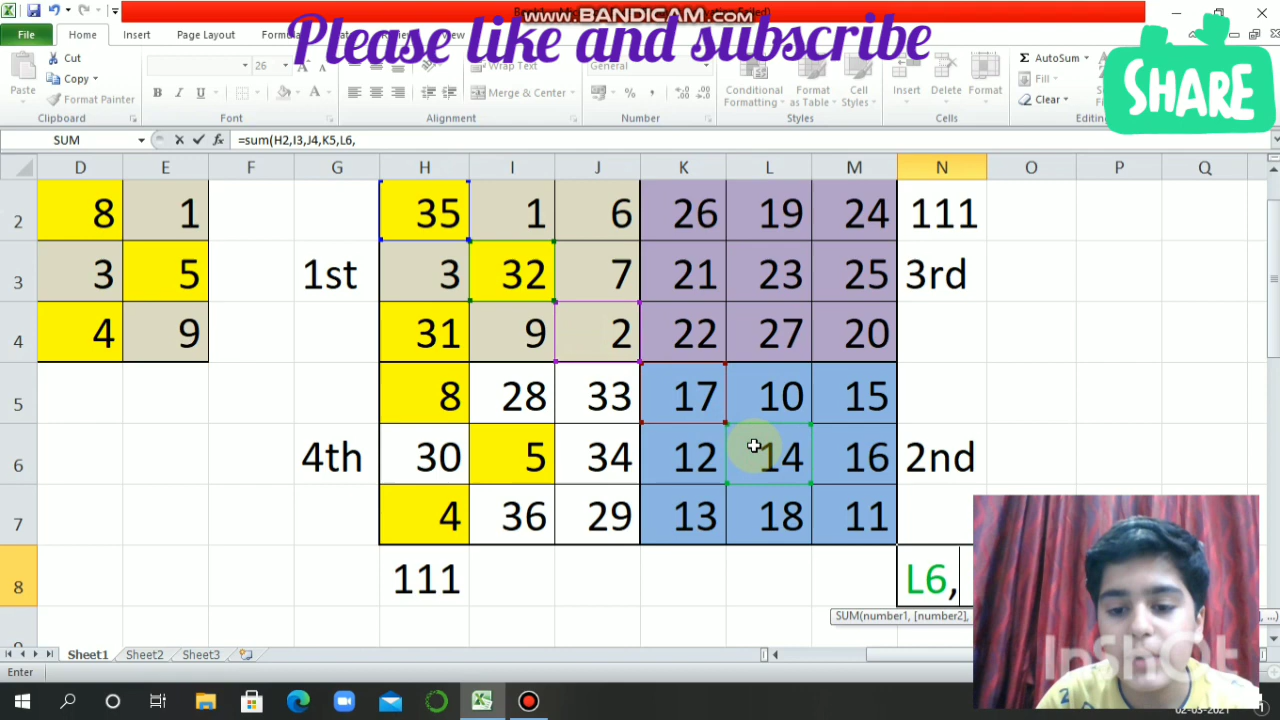 www.BANDICAM.com
Please like and subscribe
SHARE
File Home Insert Page Layout
Cut
Copy
Format Painter
Paste
Clipboard
26
B I U
Font
Wrap Text
Merge & Center
Alignment
General
%
Number
Conditional Formatting
Format as Table
Cell Styles
Styles
Insert Delete Format
Cells
AutoSum
Fill
Clear
SUM =sum(H2,I3,J4,K5,L6,
D E F G H I J K L M N O P Q
2 8 1 35 1 6 26 19 24 111
3 3 5 1st 3 32 7 21 23 25 3rd
4 4 9 31 9 2 22 27 20
5 8 28 33 17 10 15
6 4th 30 5 34 12 14 16 2nd
7 4 36 29 13 18 11
8 111 L6,
SUM(number1, [number2],
Sheet1 Sheet2 Sheet3
Enter
InShOt
02-03-2021